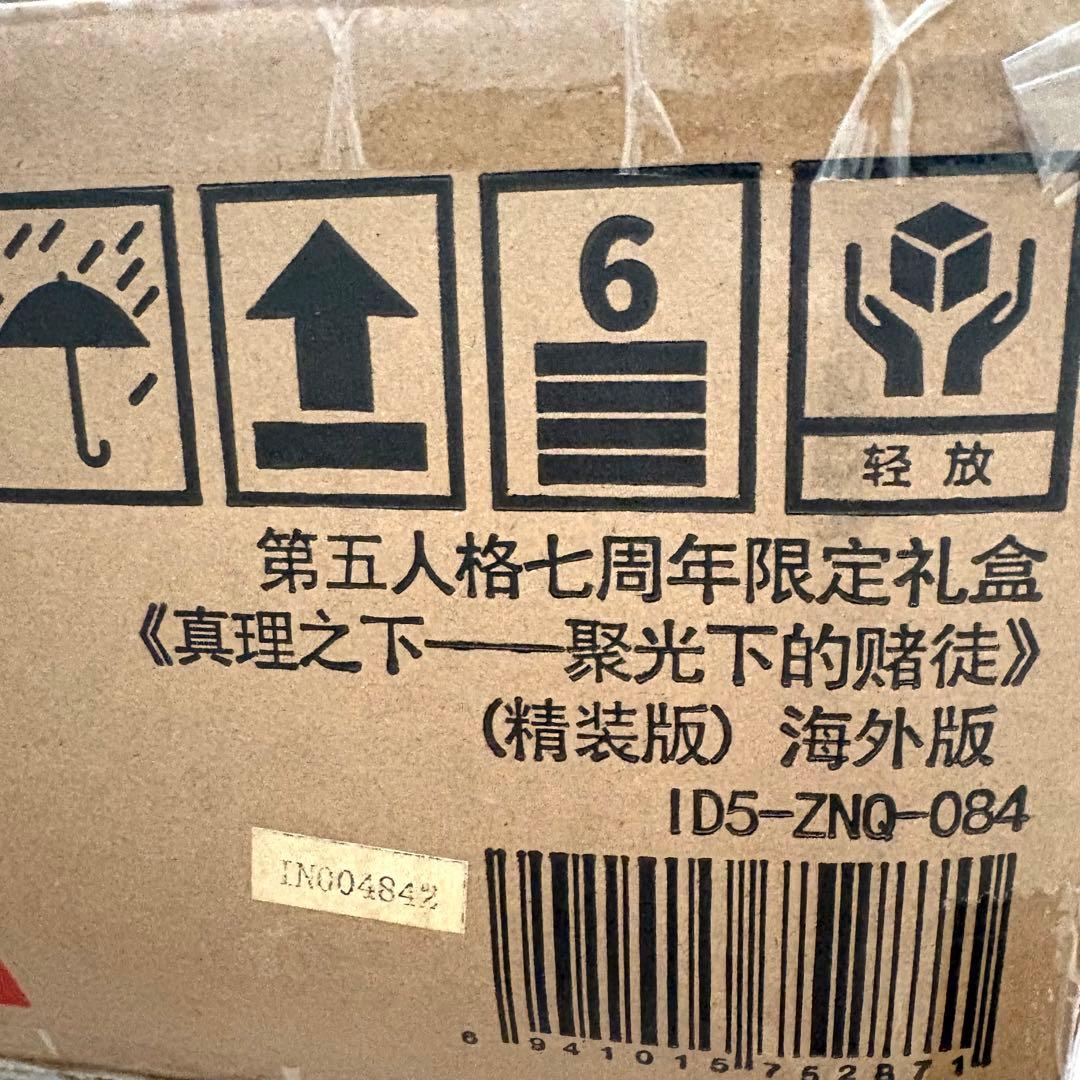 6
轻放
第五人格七周年限定礼盒
《真理之下——聚光下的赌徒》
(精装版) 海外版
ID5-ZNQ-084
IN004842
6 941015 752871